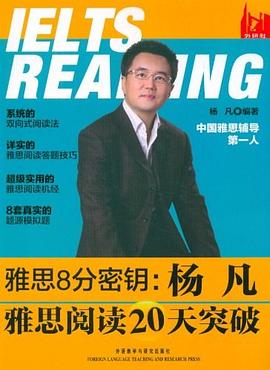 IELTS
READING
外研社
杨 凡◎编著
中国雅思辅导
第一人
系统的
双向式阅读法
详实的
雅思阅读答题技巧
超级实用的
雅思阅读机经
8套真实的
题源模拟题
雅思8分密钥:杨 凡
雅思阅读20天突破
外语教学与研究出版社
FOREIGN LANGUAGE TEACHING AND RESEARCH PRESS